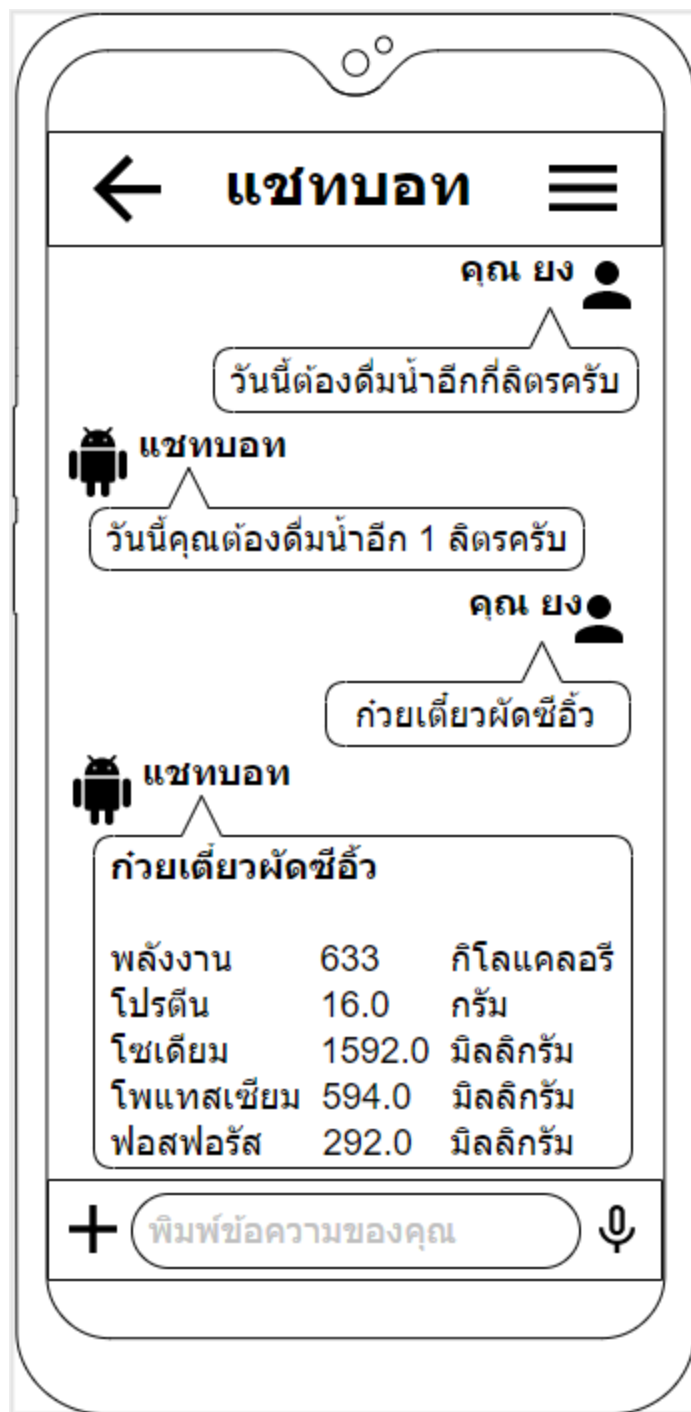 แชทบอท
คุณ ยง
วันนี้ต้องดื่มน้ำอีกกี่ลิตรครับ
แชทบอท
วันนี้คุณต้องดื่มน้ำอีก 1 ลิตรครับ
คุณ ยง
ก๋วยเตี๋ยวผัดซีอิ้ว
แชทบอท
ก๋วยเตี๋ยวผัดซีอิ้ว
พลังงาน 633 กิโลแคลอรี
โปรตีน 16.0 กรัม
โซเดียม 1592.0 มิลลิกรัม
โพแทสเซียม 594.0 มิลลิกรัม
ฟอสฟอรัส 292.0 มิลลิกรัม
พิมพ์ข้อความของคุณ